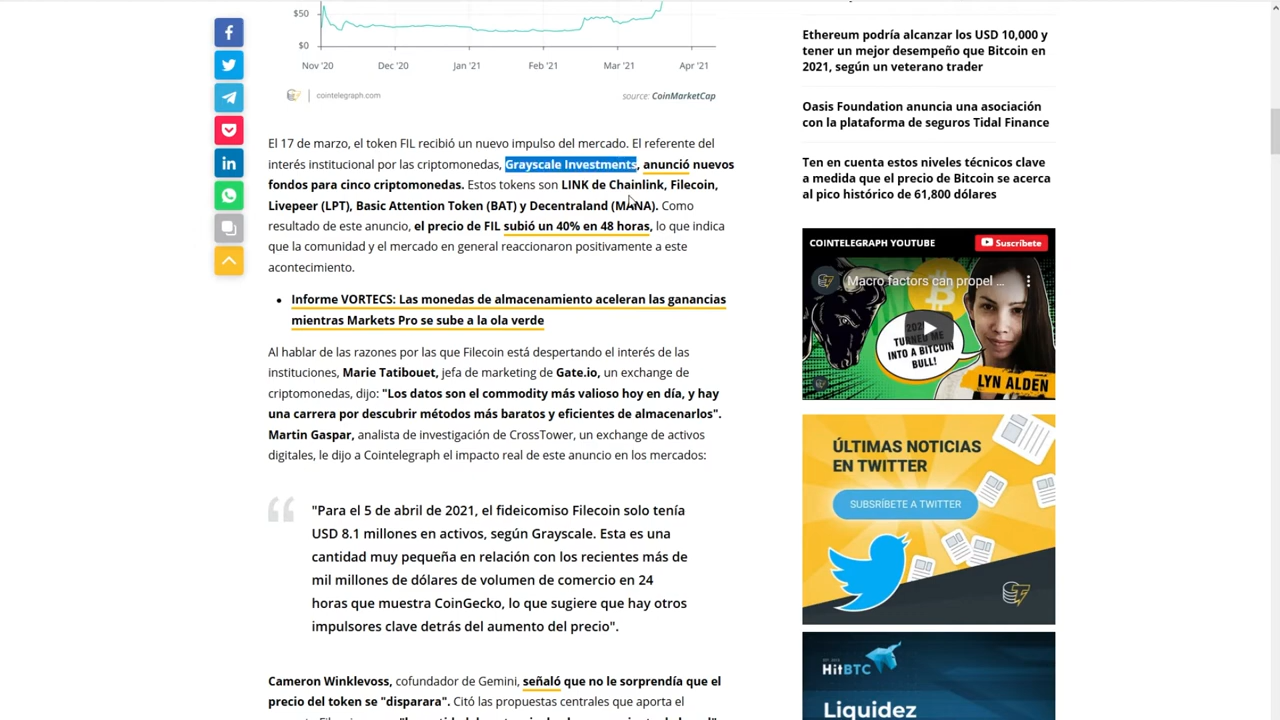 $50
$0
Nov '20 Dec '20 Jan '21 Feb '21 Mar '21 Apr '21
cointelegraph.com source: CoinMarketCap
El 17 de marzo, el token FIL recibió un nuevo impulso del mercado. El referente del
interés institucional por las criptomonedas, Grayscale Investments, anunció nuevos
fondos para cinco criptomonedas. Estos tokens son LINK de Chainlink, Filecoin,
Livepeer (LPT), Basic Attention Token (BAT) y Decentraland (MANA). Como
resultado de este anuncio, el precio de FIL subió un 40% en 48 horas, lo que indica
que la comunidad y el mercado en general reaccionaron positivamente a este
acontecimiento.
• Informe VORTECS: Las monedas de almacenamiento aceleran las ganancias
mientras Markets Pro se sube a la ola verde
Al hablar de las razones por las que Filecoin está despertando el interés de las
instituciones, Marie Tatibouet, jefa de marketing de Gate.io, un exchange de
criptomonedas, dijo: "Los datos son el commodity más valioso hoy en día, y hay
una carrera por descubrir métodos más baratos y eficientes de almacenarlos".
Martin Gaspar, analista de investigación de CrossTower, un exchange de activos
digitales, le dijo a Cointelegraph el impacto real de este anuncio en los mercados:
"Para el 5 de abril de 2021, el fideicomiso Filecoin solo tenía
USD 8.1 millones en activos, según Grayscale. Esta es una
cantidad muy pequeña en relación con los recientes más de
mil millones de dólares de volumen de comercio en 24
horas que muestra CoinGecko, lo que sugiere que hay otros
impulsores clave detrás del aumento del precio".
Cameron Winklevoss, cofundador de Gemini, señaló que no le sorprendía que el
precio del token se "disparara". Citó las propuestas centrales que aporta el
Ethereum podría alcanzar los USD 10,000 y
tener un mejor desempeño que Bitcoin en
2021, según un veterano trader
Oasis Foundation anuncia una asociación
con la plataforma de seguros Tidal Finance
Ten en cuenta estos niveles técnicos clave
a medida que el precio de Bitcoin se acerca
al pico histórico de 61,800 dólares
COINTELEGRAPH YOUTUBE Suscríbete
Macro factors can propel ...
2020
TURNED ME
INTO A BITCOIN
BULL!
LYN ALDEN
ÚLTIMAS NOTICIAS
EN TWITTER
SUBSRÍBETE A TWITTER
HitBTC
Liquidez